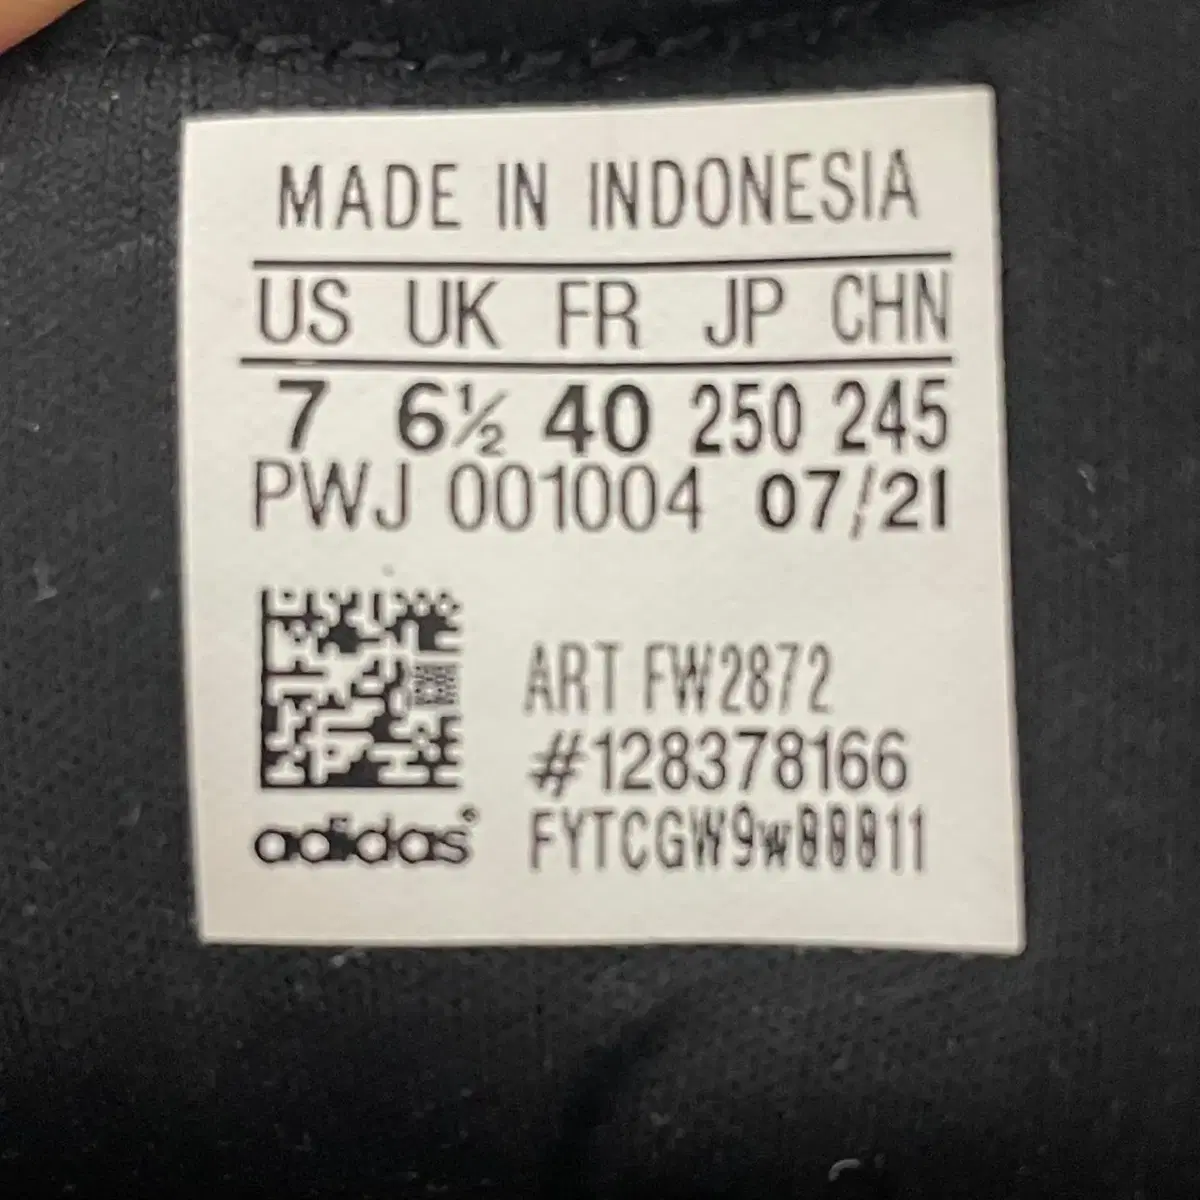 MADE IN INDONESIA
US UK FR JP CHN
7 6½ 40 250 245
PWJ 001004 07/21
ART FW2872
#128378166
adidas® FYTCGW9w88811